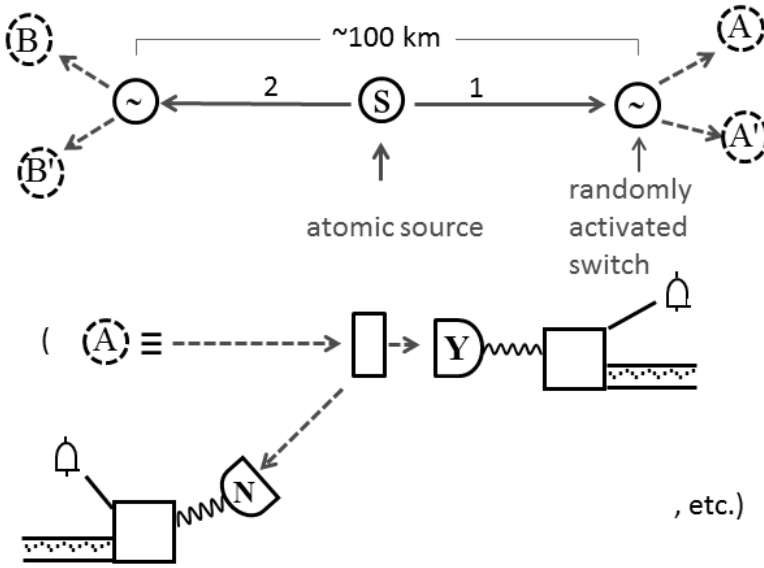 ~100 km
B
A
~
2
S
1
~
B'
A'
atomic source
randomly
activated
switch
( A ≡
Y
N
, etc.)